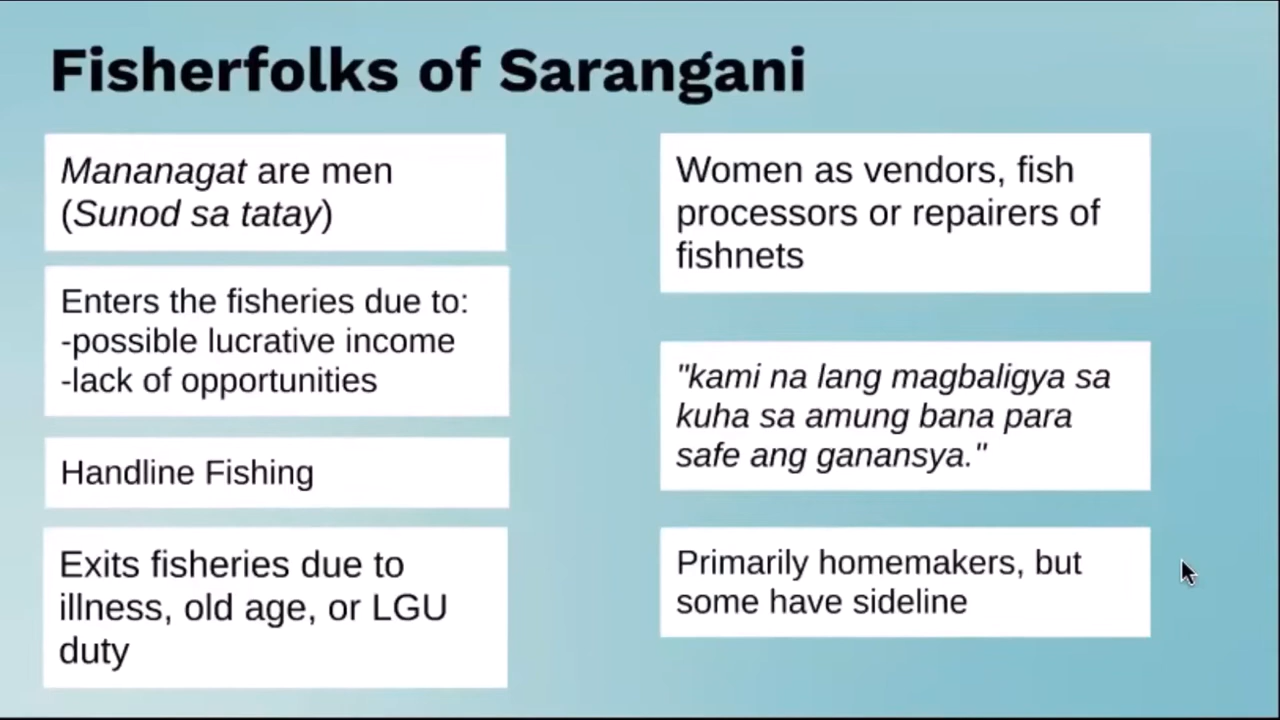 Fisherfolks of Sarangani
Mananagat are men
(Sunod sa tatay)
Enters the fisheries due to:
-possible lucrative income
-lack of opportunities
Handline Fishing
Exits fisheries due to
illness, old age, or LGU
duty
Women as vendors, fish
processors or repairers of
fishnets
"kami na lang magbaligya sa
kuha sa amung bana para
safe ang ganansya."
Primarily homemakers, but
some have sideline